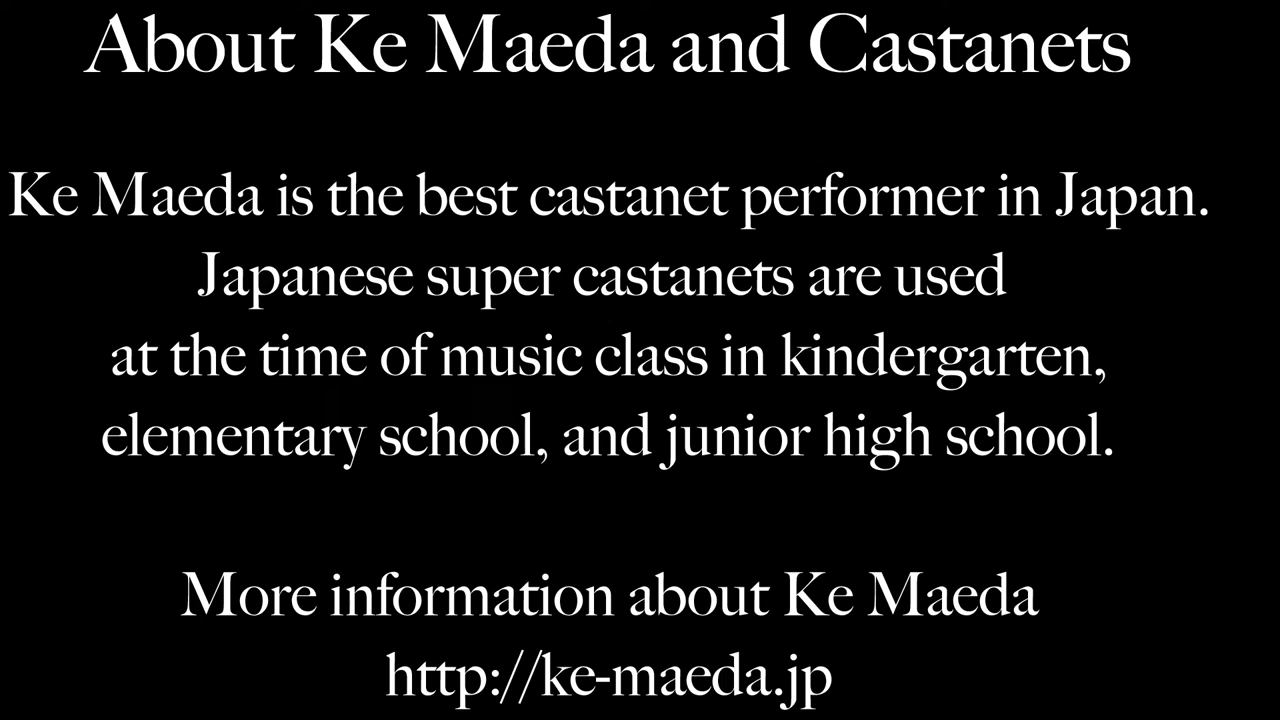 About Ke Maeda and Castanets
Ke Maeda is the best castanet performer in Japan.
Japanese super castanets are used
at the time of music class in kindergarten,
elementary school, and junior high school.
More information about Ke Maeda
http://ke-maeda.jp